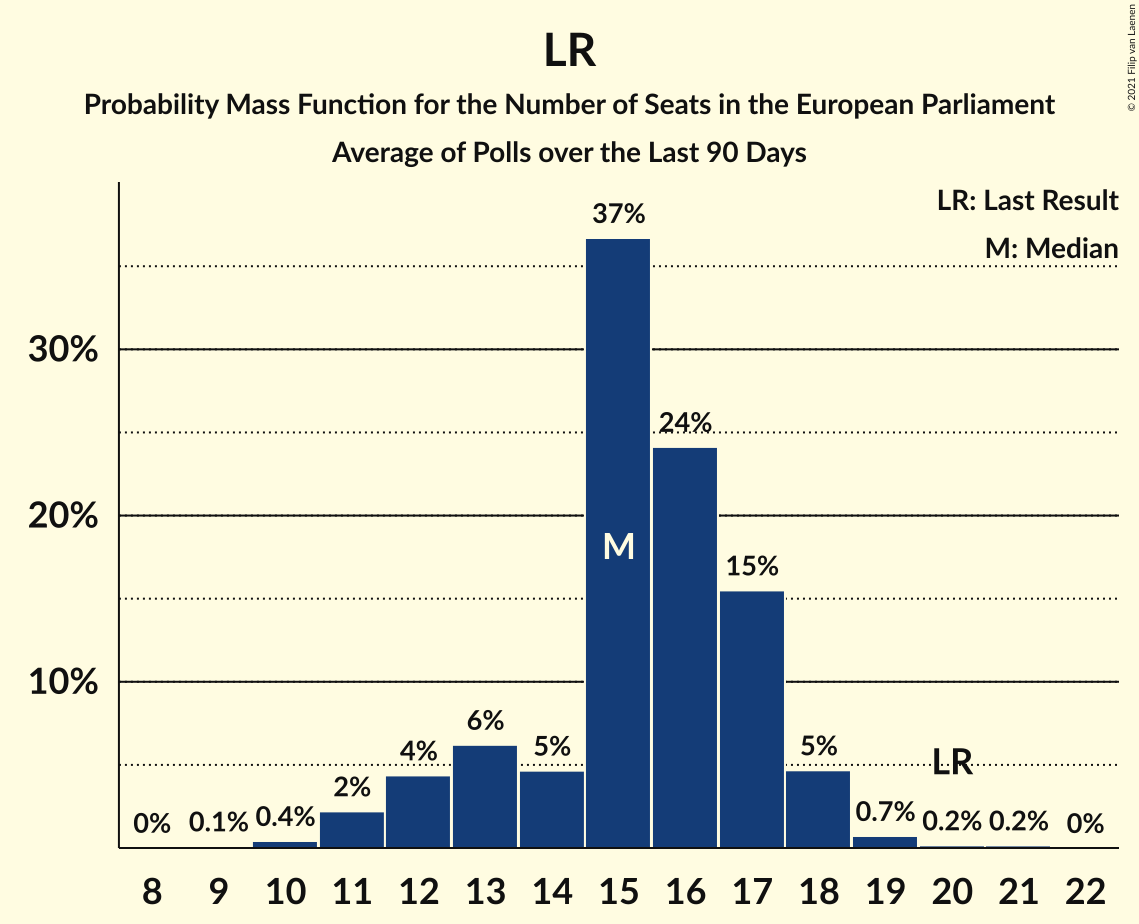 LR
Probability Mass Function for the Number of Seats in the European Parliament
Average of Polls over the Last 90 Days
© 2021 Filip van Laenen
LR: Last Result
M: Median
37%
30%
24%
20%
M
15%
10%
6%
5%
5%
4%
LR
2%
0%
0.1%
0.4%
0.7%
0.2%
0.2%
0%
8 9 10 11 12 13 14 15 16 17 18 19 20 21 22